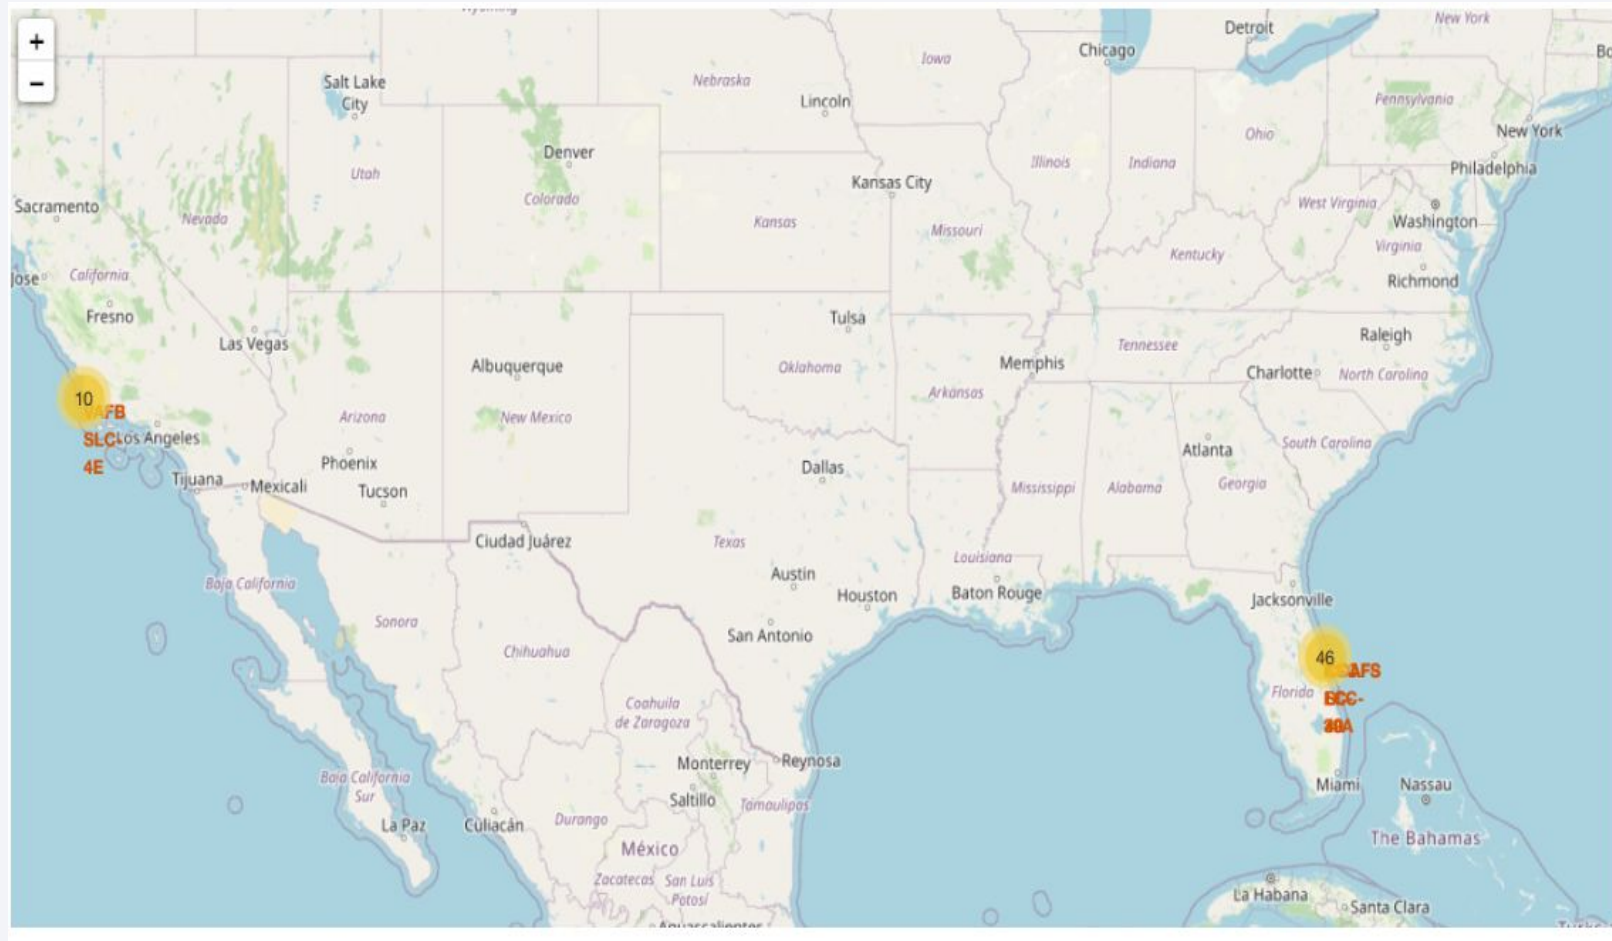 +
−
Detroit
New York
Chicago
Iowa
Salt Lake
City
Nebraska
Lincoln
Pennsylvania
New York
Ohio
Denver
Illinois
Indiana
Philadelphia
Utah
Kansas City
Colorado
West Virginia
Sacramento
Nevada
Kansas
Missouri
Washington
Virginia
Kentucky
California
Jose
Richmond
Fresno
Tulsa
Las Vegas
Raleigh
Tennessee
Albuquerque
Oklahoma
Memphis
Charlotte
North Carolina
Arkansas
10
Arizona
New Mexico
SLC-
Los Angeles
4E
South Carolina
Atlanta
Phoenix
Dallas
Tijuana
Mexicali
Tucson
Mississippi
Alabama
Georgia
Ciudad Juárez
Texas
Louisiana
Austin
Baja California
Houston
Baton Rouge
Jacksonville
Sonora
San Antonio
Chihuahua
46
Florida
Coahuila
de Zaragoza
Monterrey
Reynosa
Baja California
Sur
Miami
Nassau
Saltillo
Tamaulipas
La Paz
Culiacán
Durango
The Bahamas
México
Zacatecas
San Luis
Potosí
La Habana
Santa Clara